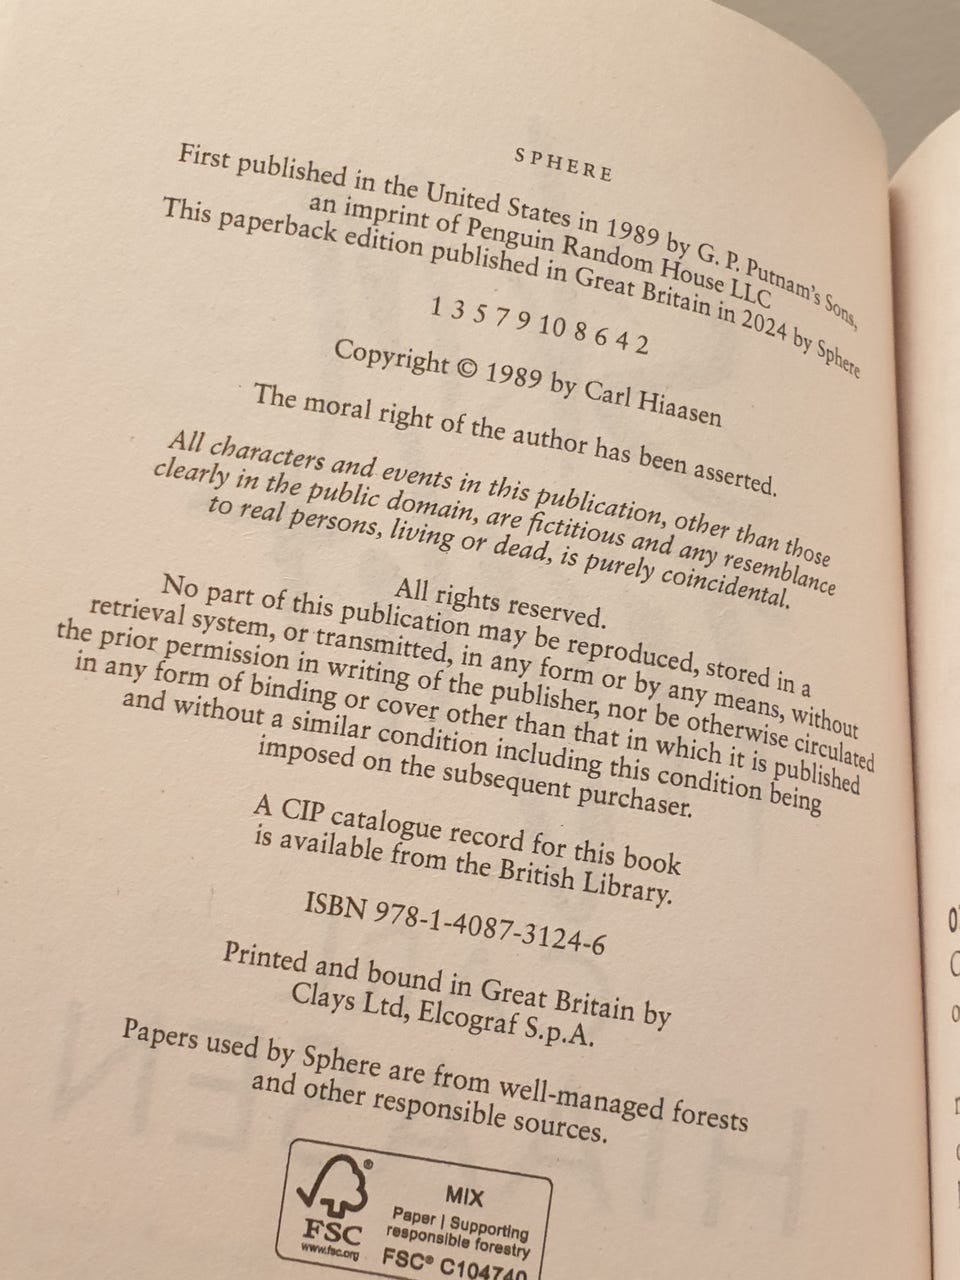 SPHERE
First published in the United States in 1989 by G. P. Putnam's Sons,
an imprint of Penguin Random House LLC
This paperback edition published in Great Britain in 2024 by Sphere
1 3 5 7 9 10 8 6 4 2
Copyright © 1989 by Carl Hiaasen
The moral right of the author has been asserted.
All characters and events in this publication, other than those
clearly in the public domain, are fictitious and any resemblance
to real persons, living or dead, is purely coincidental.
All rights reserved.
No part of this publication may be reproduced, stored in a
retrieval system, or transmitted, in any form or by any means, without
the prior permission in writing of the publisher, nor be otherwise circulated
in any form of binding or cover other than that in which it is published
and without a similar condition including this condition being
imposed on the subsequent purchaser.
A CIP catalogue record for this book
is available from the British Library.
ISBN 978-1-4087-3124-6
Printed and bound in Great Britain by
Clays Ltd, Elcograf S.p.A.
Papers used by Sphere are from well-managed forests
and other responsible sources.
FSC
www.fsc.org
MIX
Paper | Supporting
responsible forestry
FSC® C104740